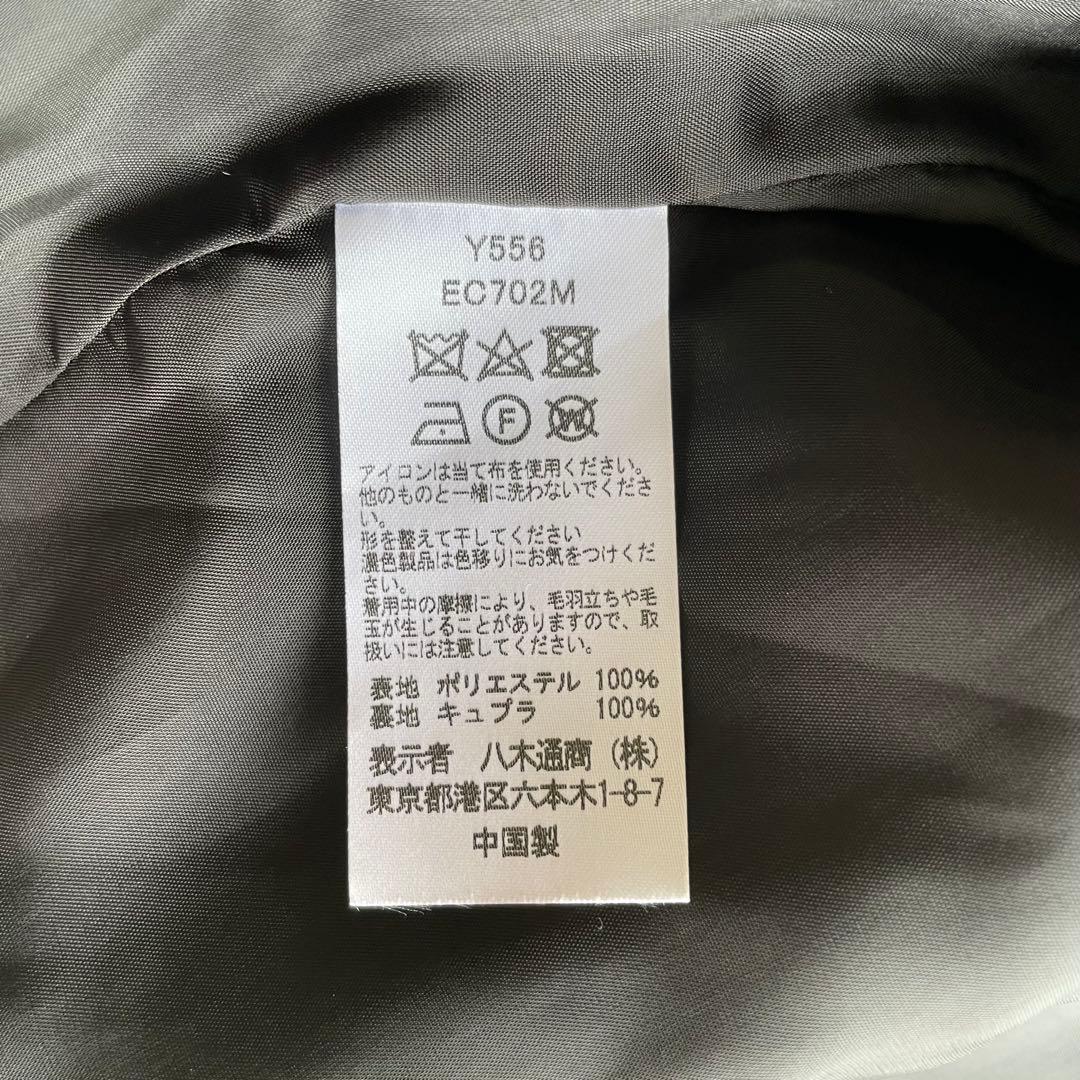 Y556
EC702M
F
W
アイロンは当て布を使用ください。
他のものと一緒に洗わないでくださ
い。
形を整えて干してください
濃色製品は色移りにお気をつけくだ
さい。
着用中の摩擦により、毛羽立ちや毛
玉が生じることがありますので、取
扱いには注意してください。
表地 ポリエステル 100%
裏地 キュプラ 100%
表示者 八木通商(株)
東京都港区六本木1-8-7
中国製